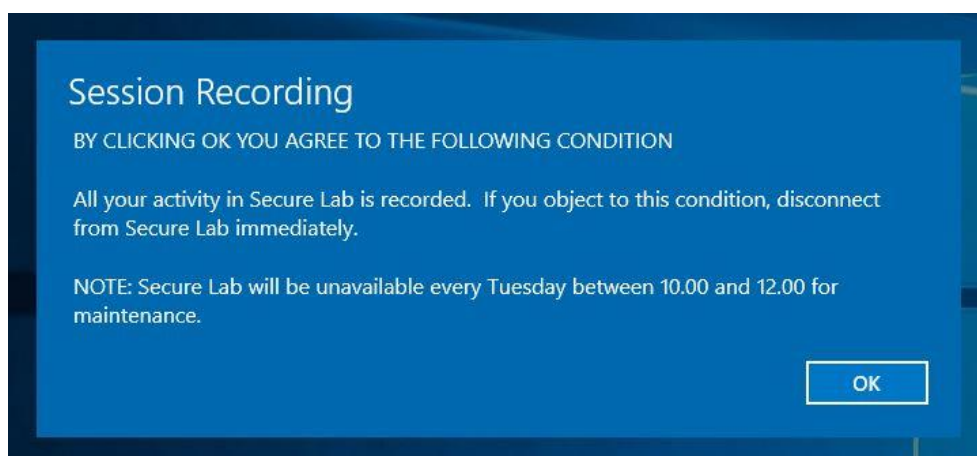 Session Recording
BY CLICKING OK YOU AGREE TO THE FOLLOWING CONDITION
All your activity in Secure Lab is recorded.  If you object to this condition, disconnect
from Secure Lab immediately.
NOTE: Secure Lab will be unavailable every Tuesday between 10.00 and 12.00 for
maintenance.
OK